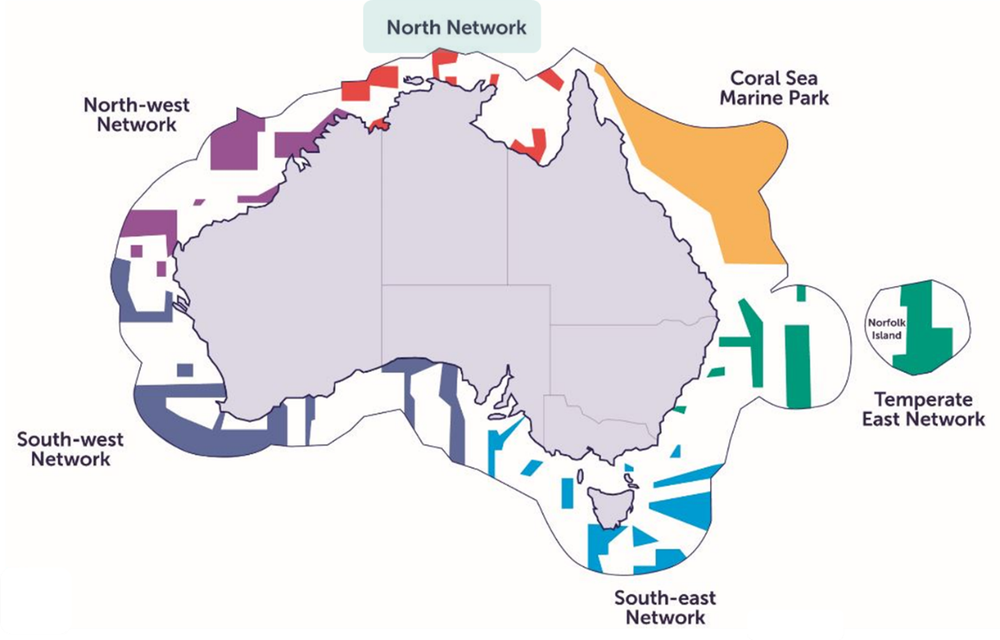 North Network
Coral Sea
Marine Park
North-west
Network
Norfolk
Island
Temperate
East Network
South-west
Network
South-east
Network